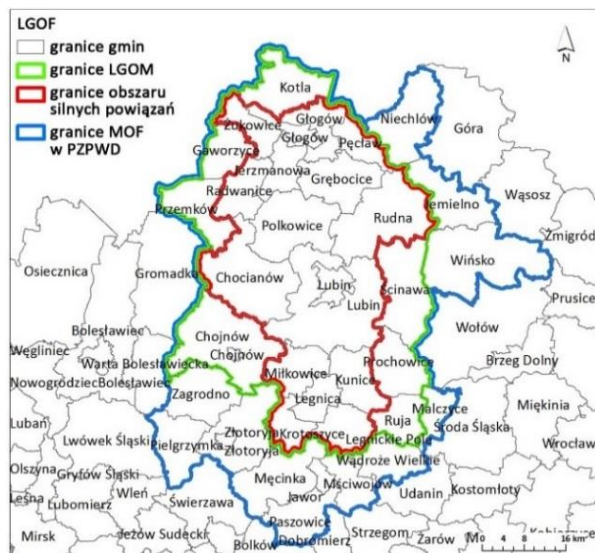 LGOF
granice gmin
granice LGOM
granice obszaru
silnych powiązań
granice MOF
w PZPWD
N
Kotla
Niechlów
Góra
Żukowice
Głogów
Głogów
Pęcław
Gaworzyce
Jerzmanowa
Grębocice
Wąsosz
Radwanice
Przemków
Rudna
Jemielno
Polkowice
Żmigród
Osiecznica
Gromadka
Chocianów
Wińsko
Lubin
Lubin
Ścinawa
Prusice
Bolesławiec
Chojnów
Wołów
Węgliniec
Chojnów
Prochowice
Brzeg Dolny
Warta Bolesławiecka
Miłkowice
Kunice
Nowogrodziec
Bolesławiec
Zagrodno
Legnica
Malczyce
Miękinia
Lubań
Ruja
Środa Śląska
Lwówek Śląski
Pielgrzymka
Złotoryja
Krotoszyce
Legnickie Pole
Wrocław
Olszyna
Złotoryja
Wądroże Wielkie
Gryfów Śląski
Męcinka
Leśna
Wleń
Mściwojów
Udanin
Kostomłoty
Lubomierz
Świerzawa
Jawor
Paszowice
Mirsk
Jeżów Sudecki
Strzegom
Bolków
Dobromierz
Żarów
0
4
8
16 km